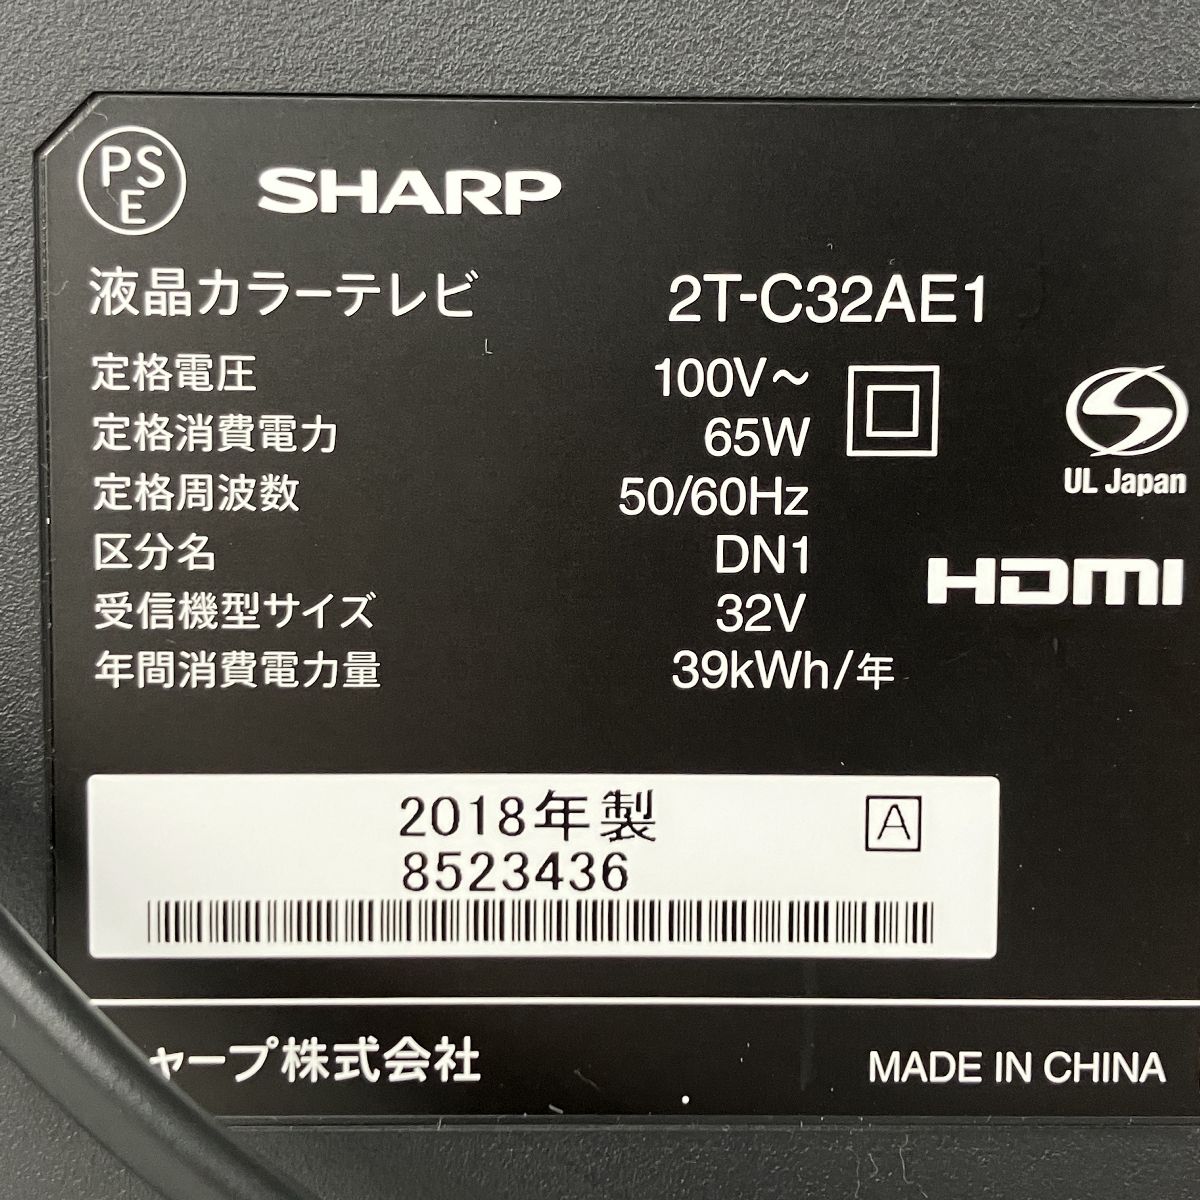 PSE SHARP
液晶カラーテレビ 2T-C32AE1
定格電圧 100V～
定格消費電力 65W
定格周波数 50/60Hz
区分名 DN1
受信機型サイズ 32V
年間消費電力量 39kWh/年
UL Japan
HDMI
2018年製 A
8523436
ャープ株式会社 MADE IN CHINA